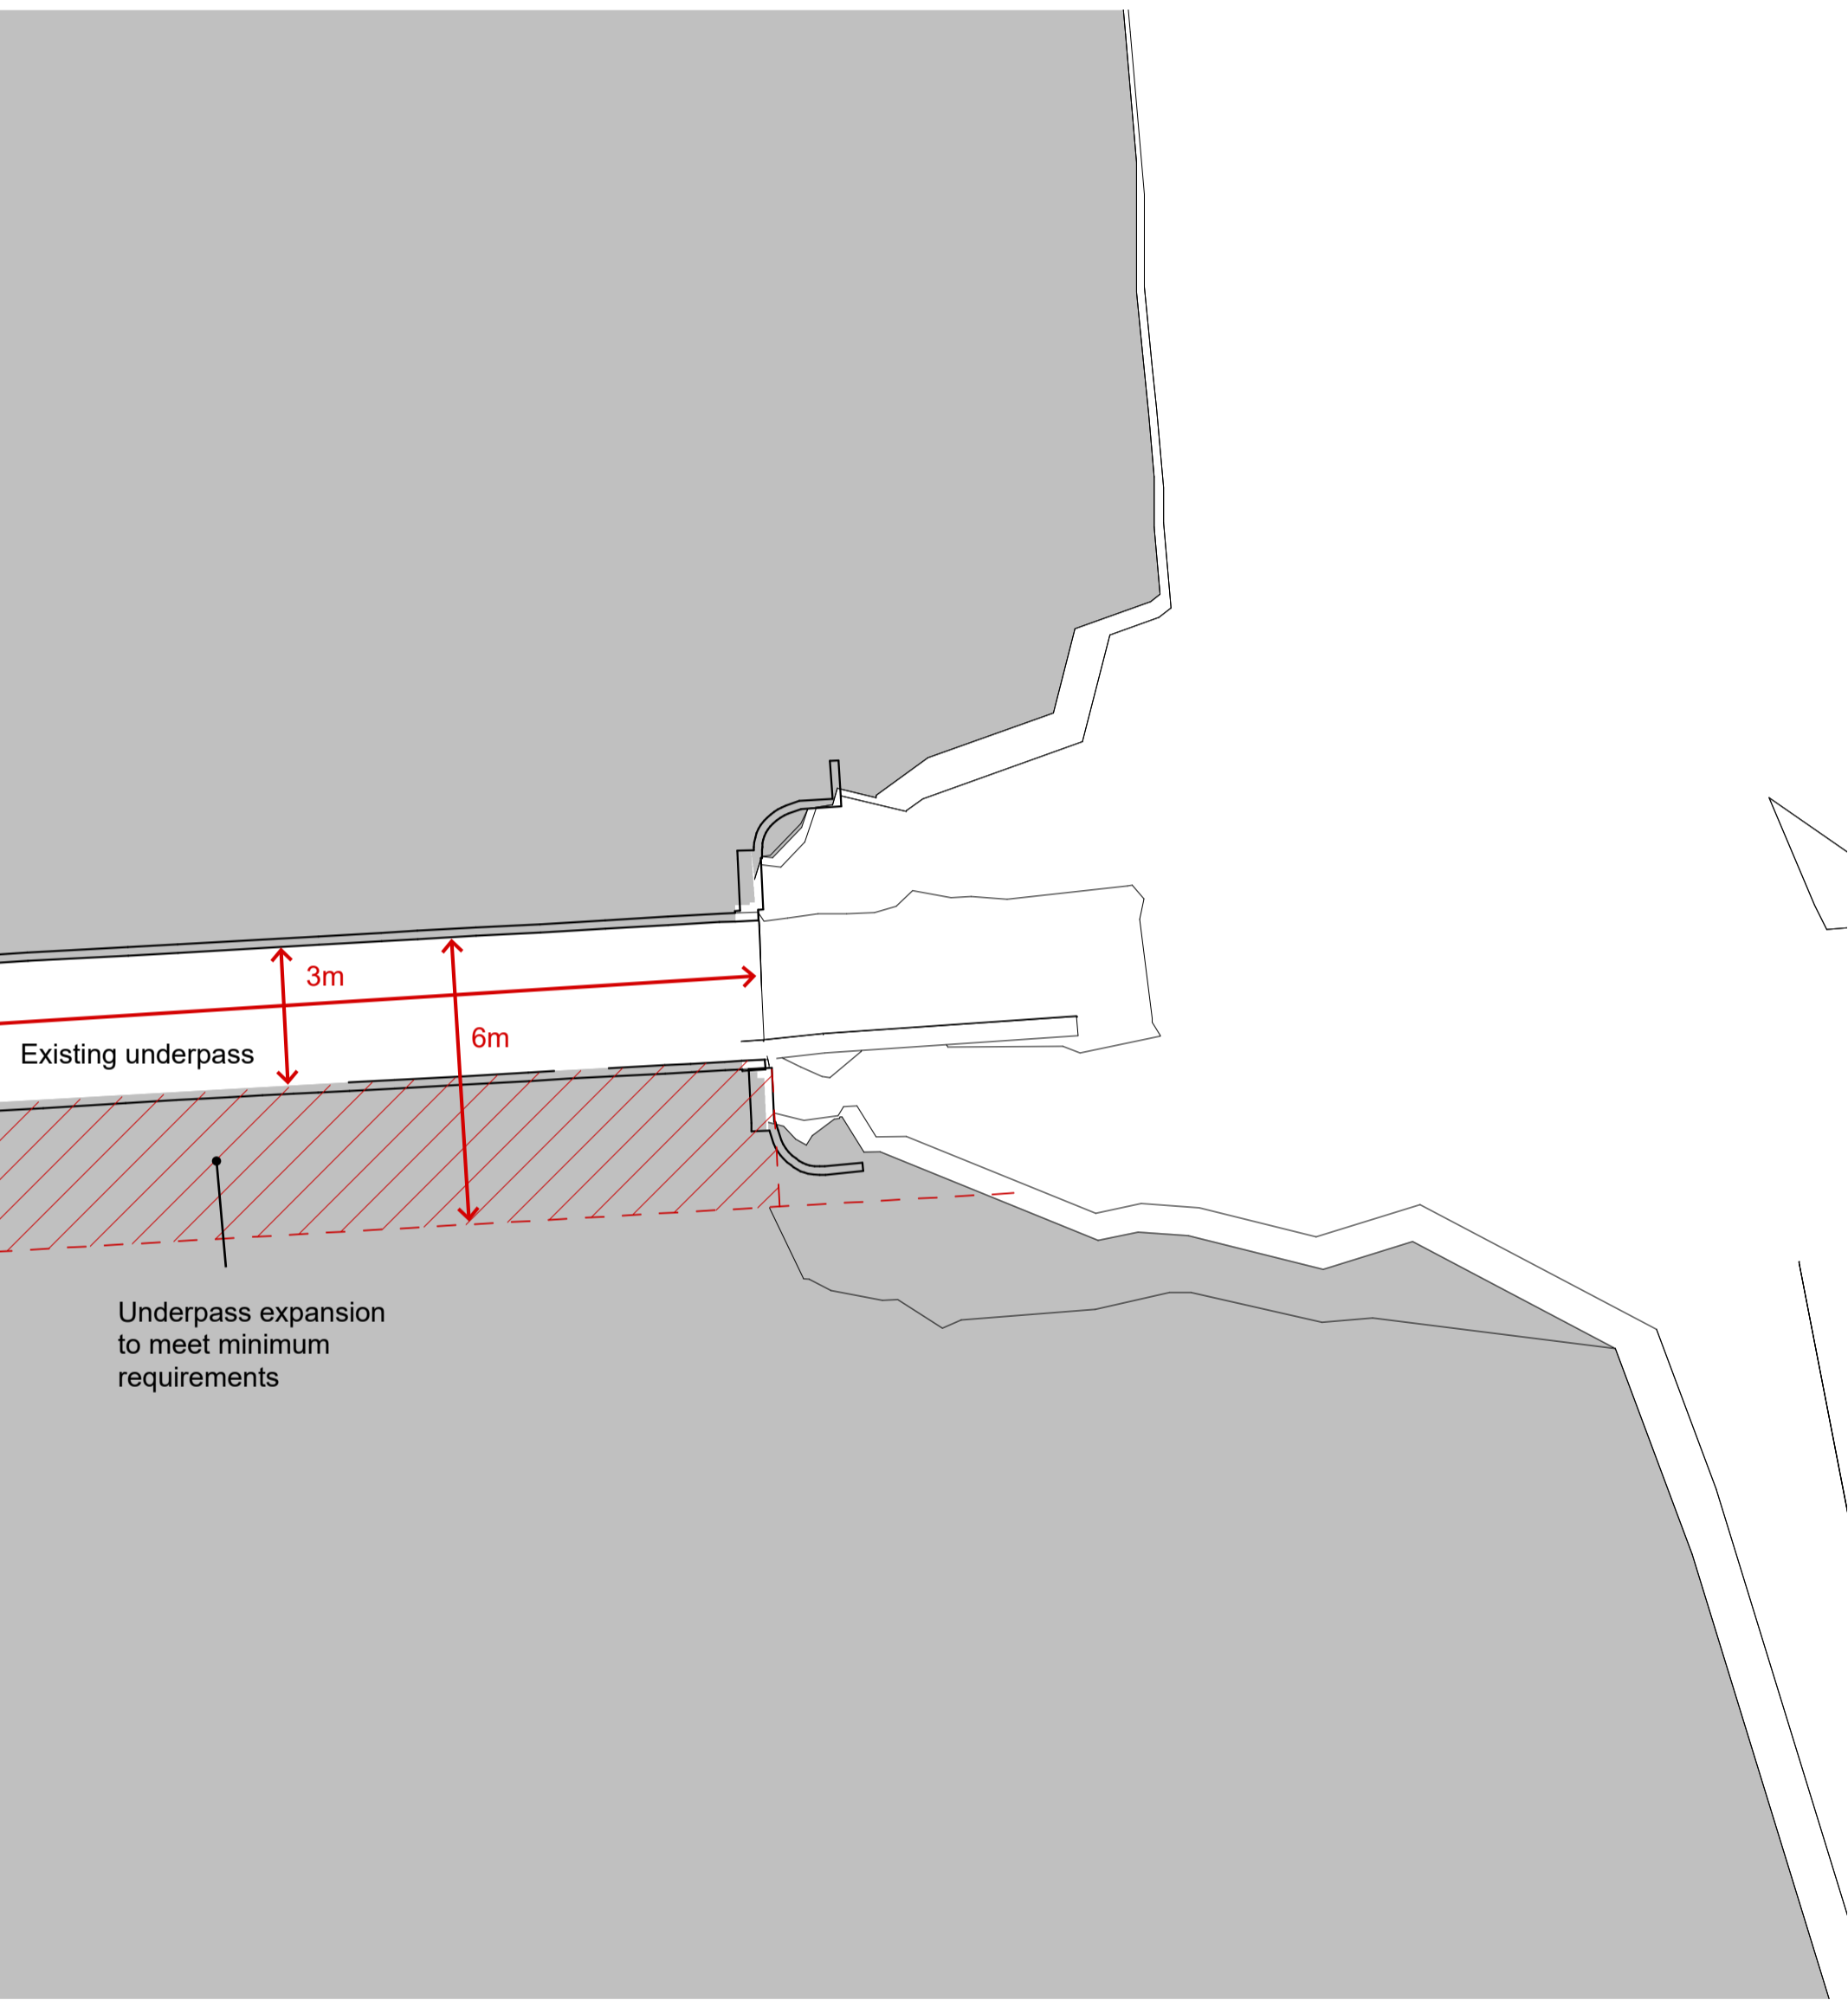 3m
6m
Existing underpass
Underpass expansion
to meet minimum
requirements